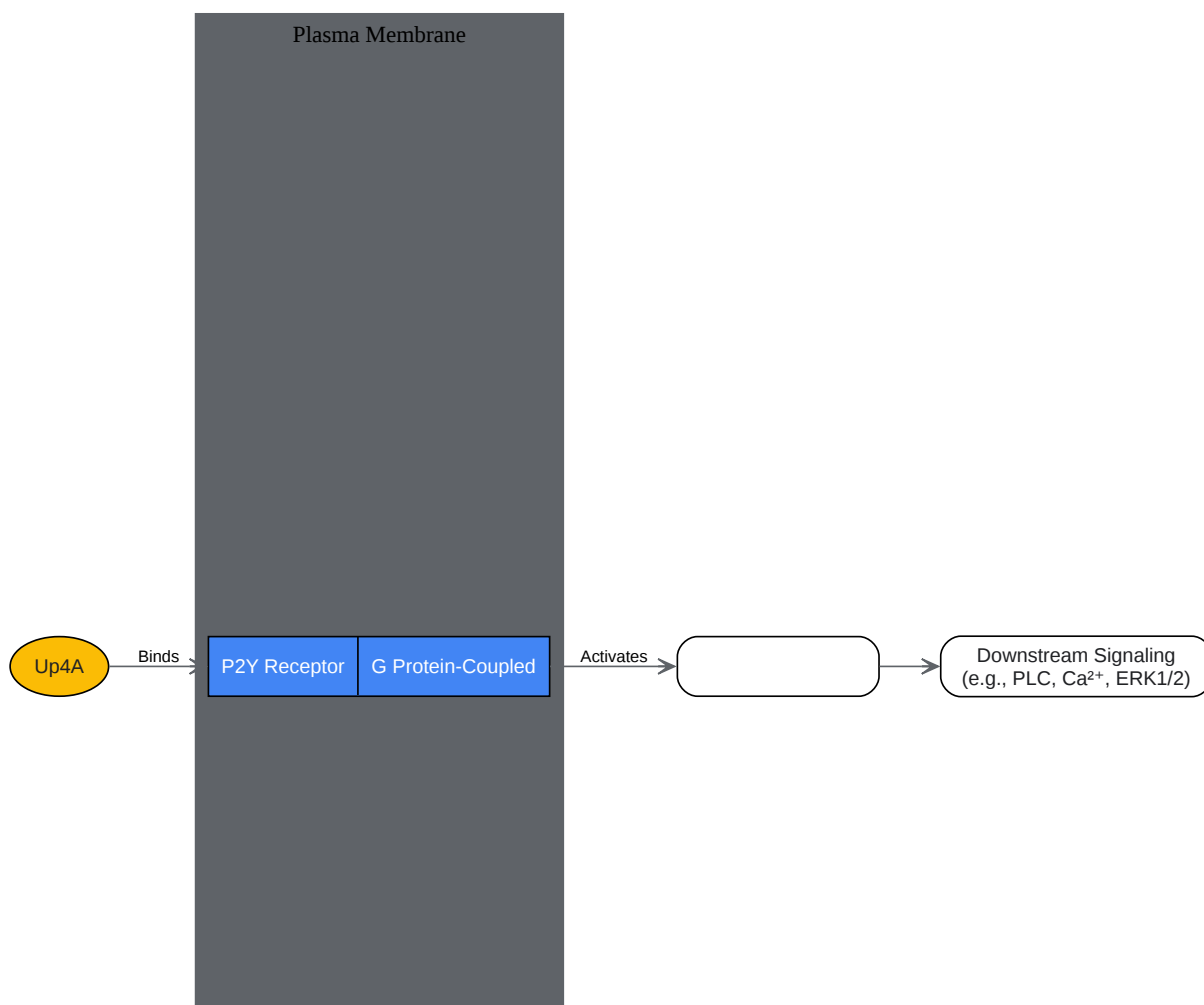 Plasma Membrane
Up4A
Binds
P2Y Receptor
G Protein-Coupled
Activates
Downstream Signaling
(e.g., PLC, Ca²⁺, ERK1/2)